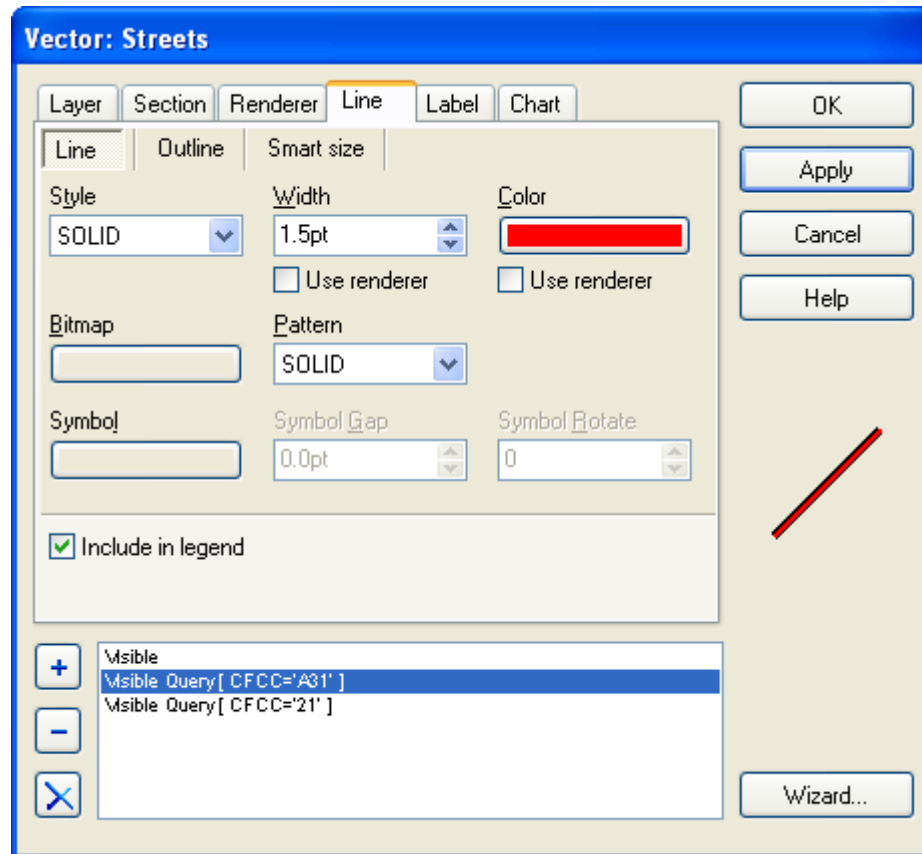 Vector: Streets
Layer Section Renderer Line Label Chart
OK
Line Outline Smart size
Apply
Style Width Color
SOLID 1.5pt
Cancel
Use renderer Use renderer
Help
Bitmap Pattern
SOLID
Symbol Symbol Gap Symbol Rotate
0.0pt 0
Include in legend
+
Visible
Visible Query [ CFCC='A31' ]
Visible Query [ CFCC='21' ]
-
Wizard...